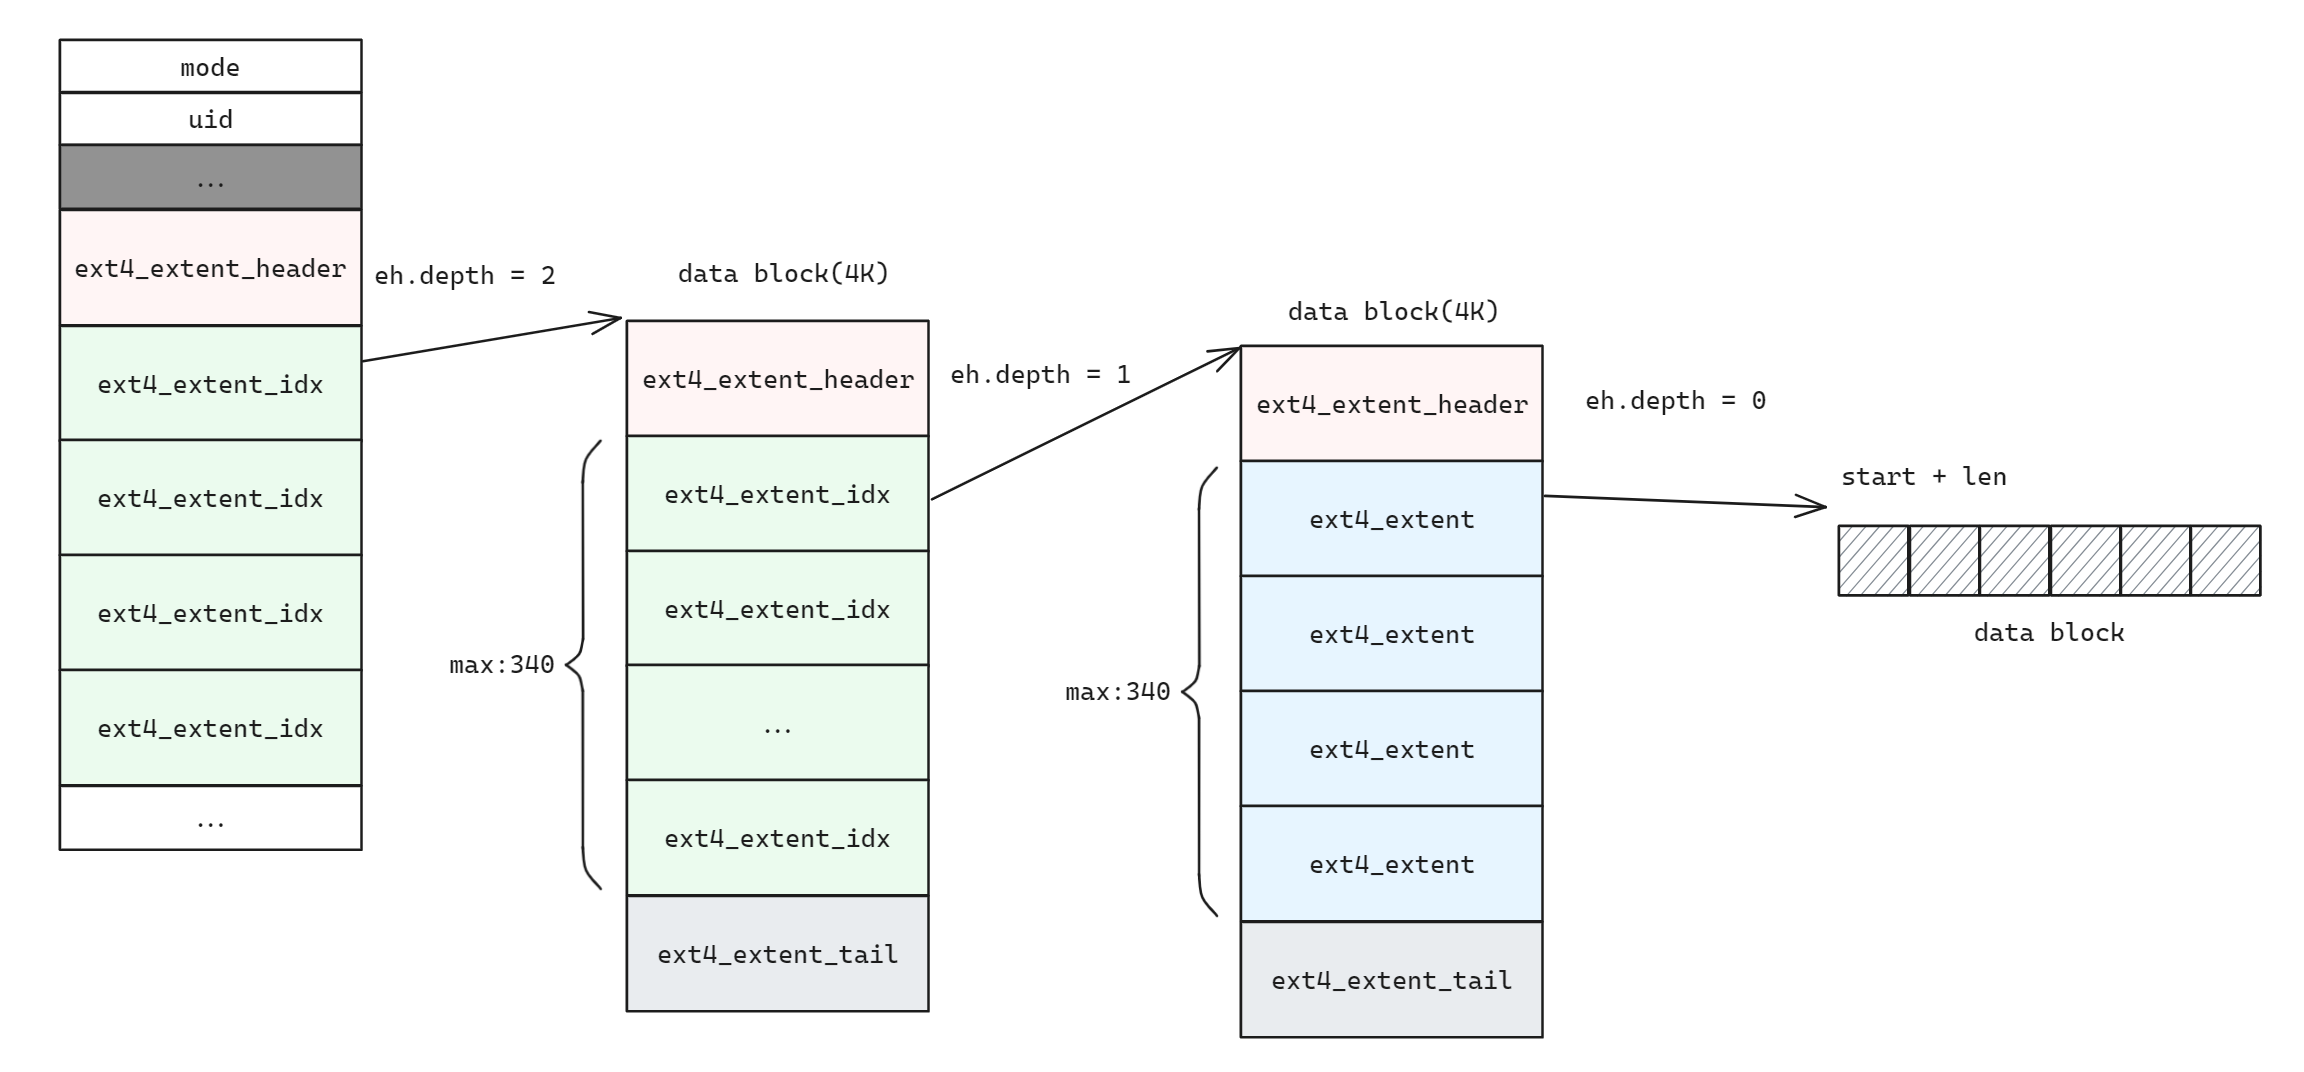 mode
uid
...
ext4_extent_header
ext4_extent_idx
ext4_extent_idx
ext4_extent_idx
ext4_extent_idx
...
eh.depth = 2
data block(4K)
ext4_extent_header
ext4_extent_idx
ext4_extent_idx
...
ext4_extent_idx
ext4_extent_tail
max:340
eh.depth = 1
data block(4K)
ext4_extent_header
ext4_extent
ext4_extent
ext4_extent
ext4_extent
ext4_extent_tail
max:340
eh.depth = 0
start + len
data block